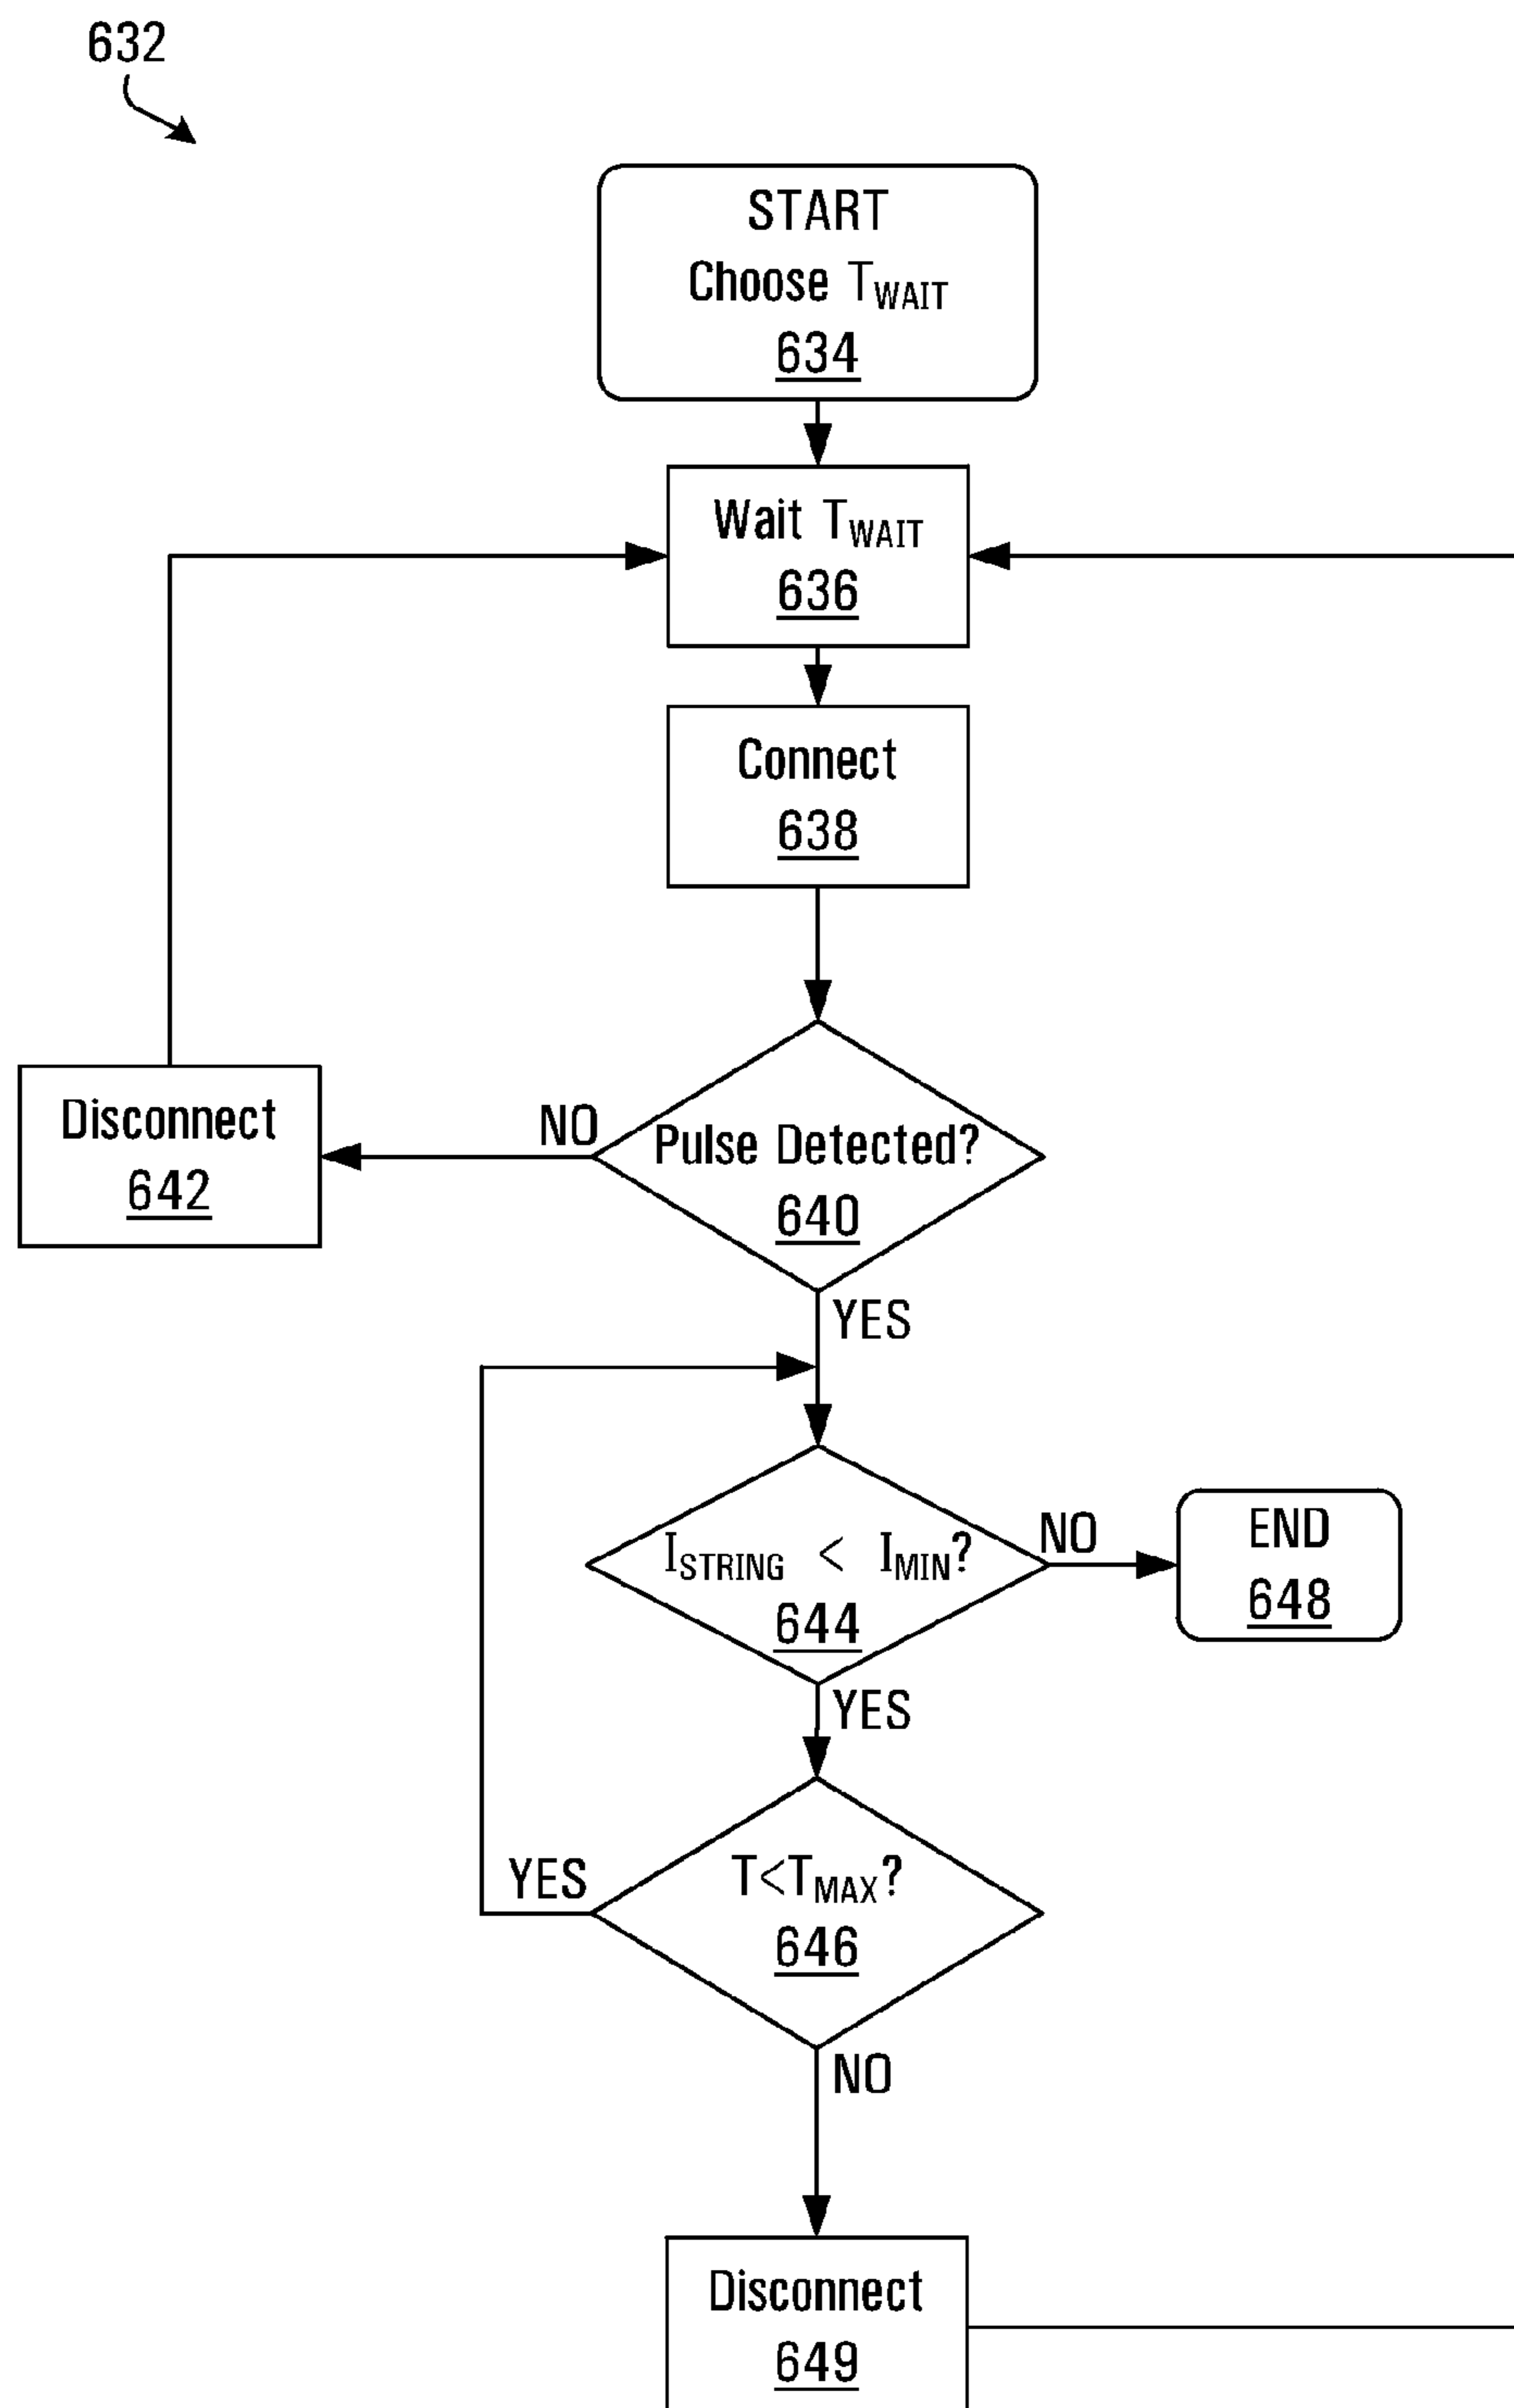 632
START
Choose TWAIT
634
Wait TWAIT
636
Connect
638
Disconnect
642
NO
Pulse Detected?
640
YES
ISTRING < IMIN?
644
NO
END
648
YES
YES
T<TMAX?
646
NO
Disconnect
649